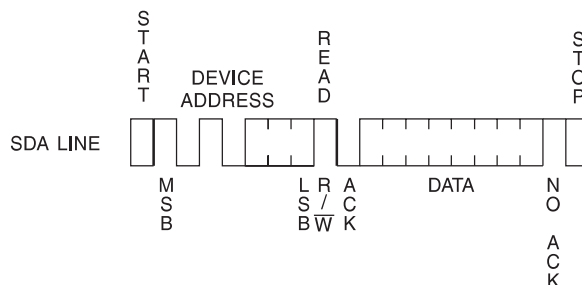 START
READ
STOP
DEVICE
ADDRESS
SDA LINE
MSB
LSB
R/W
ACK
DATA
NO ACK